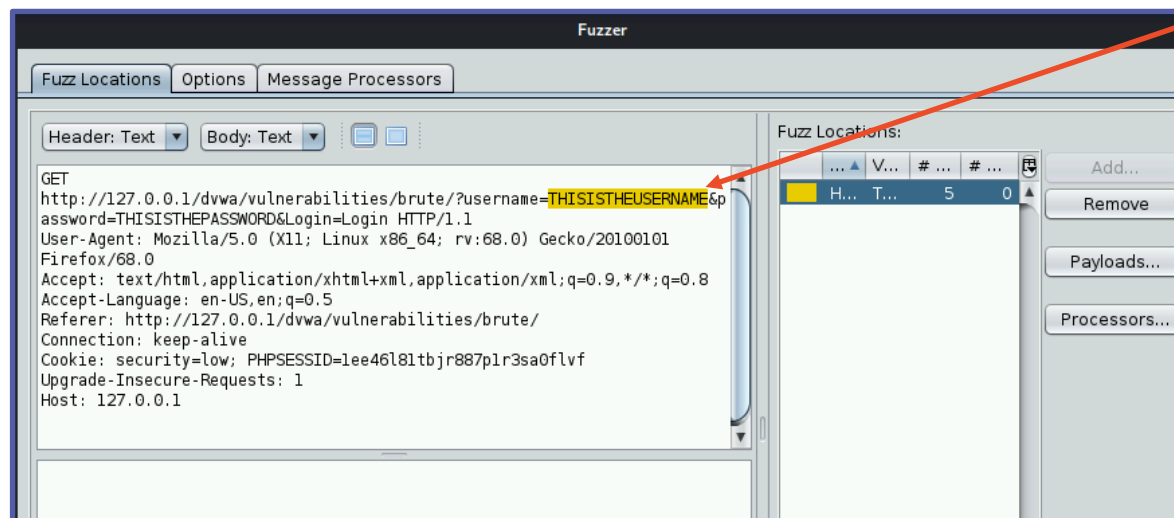 Fuzzer
Fuzz Locations Options Message Processors
Header: Text Body: Text
GET
http://127.0.0.1/dvwa/vulnerabilities/brute/?username=THISISTHEUSERNAME&p
assword=THISISTHEPASSWORD&Login=Login HTTP/1.1
User-Agent: Mozilla/5.0 (X11; Linux x86_64; rv:68.0) Gecko/20100101
Firefox/68.0
Accept: text/html,application/xhtml+xml,application/xml;q=0.9,*/*;q=0.8
Accept-Language: en-US,en;q=0.5
Referer: http://127.0.0.1/dvwa/vulnerabilities/brute/
Connection: keep-alive
Cookie: security=low; PHPSESSID=1ee46l81tbjr887p1r3sa0flvf
Upgrade-Insecure-Requests: 1
Host: 127.0.0.1
Fuzz Locations:
... V... # ... # ...
H... T... 5 0
Add...
Remove
Payloads...
Processors...